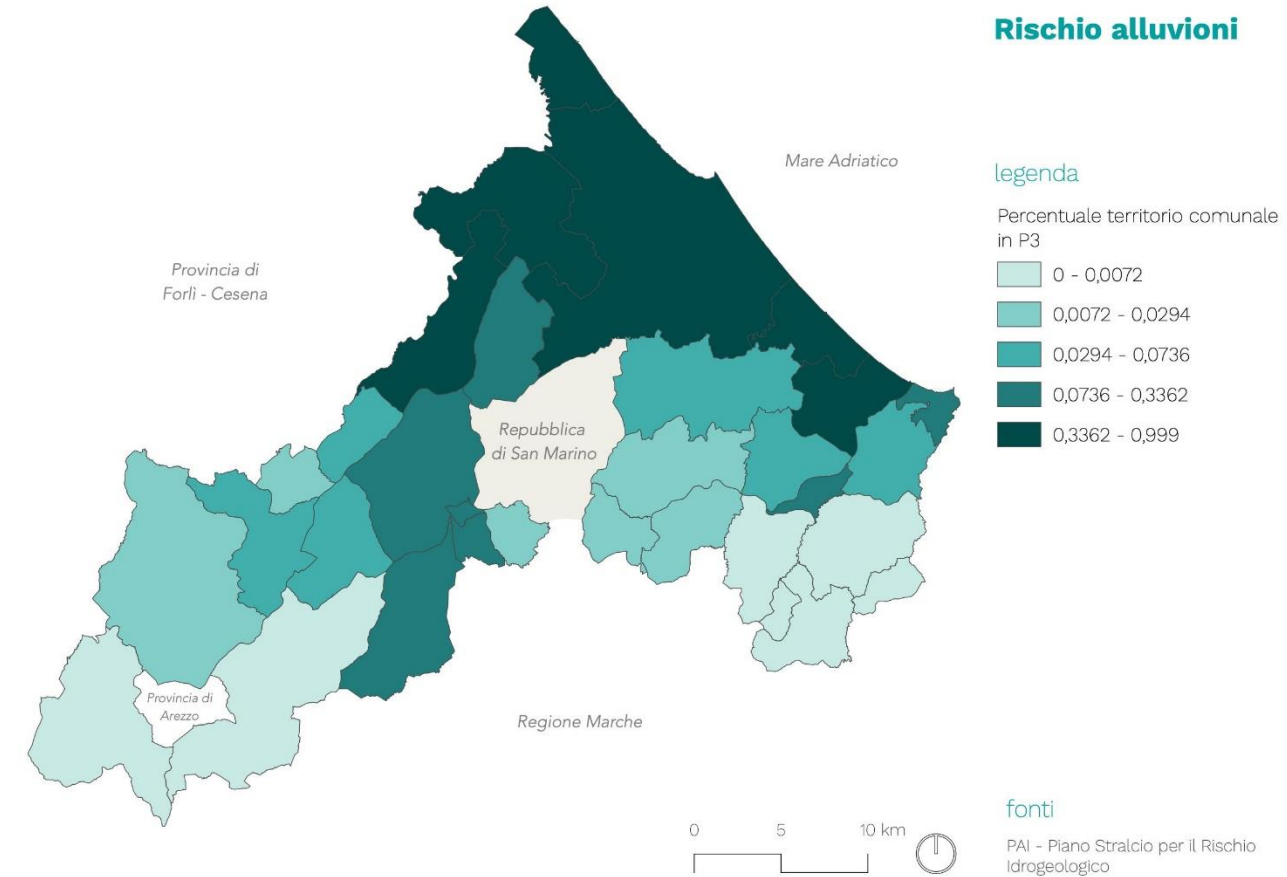 Rischio alluvioni
Mare Adriatico
legenda
Percentuale territorio comunale
in P3
0 - 0,0072
0,0072 - 0,0294
0,0294 - 0,0736
0,0736 - 0,3362
0,3362 - 0,999
Provincia di
Forlì - Cesena
Repubblica
di San Marino
Provincia di
Arezzo
Regione Marche
0 5 10 km
fonti
PAI - Piano Stralcio per il Rischio
Idrogeologico